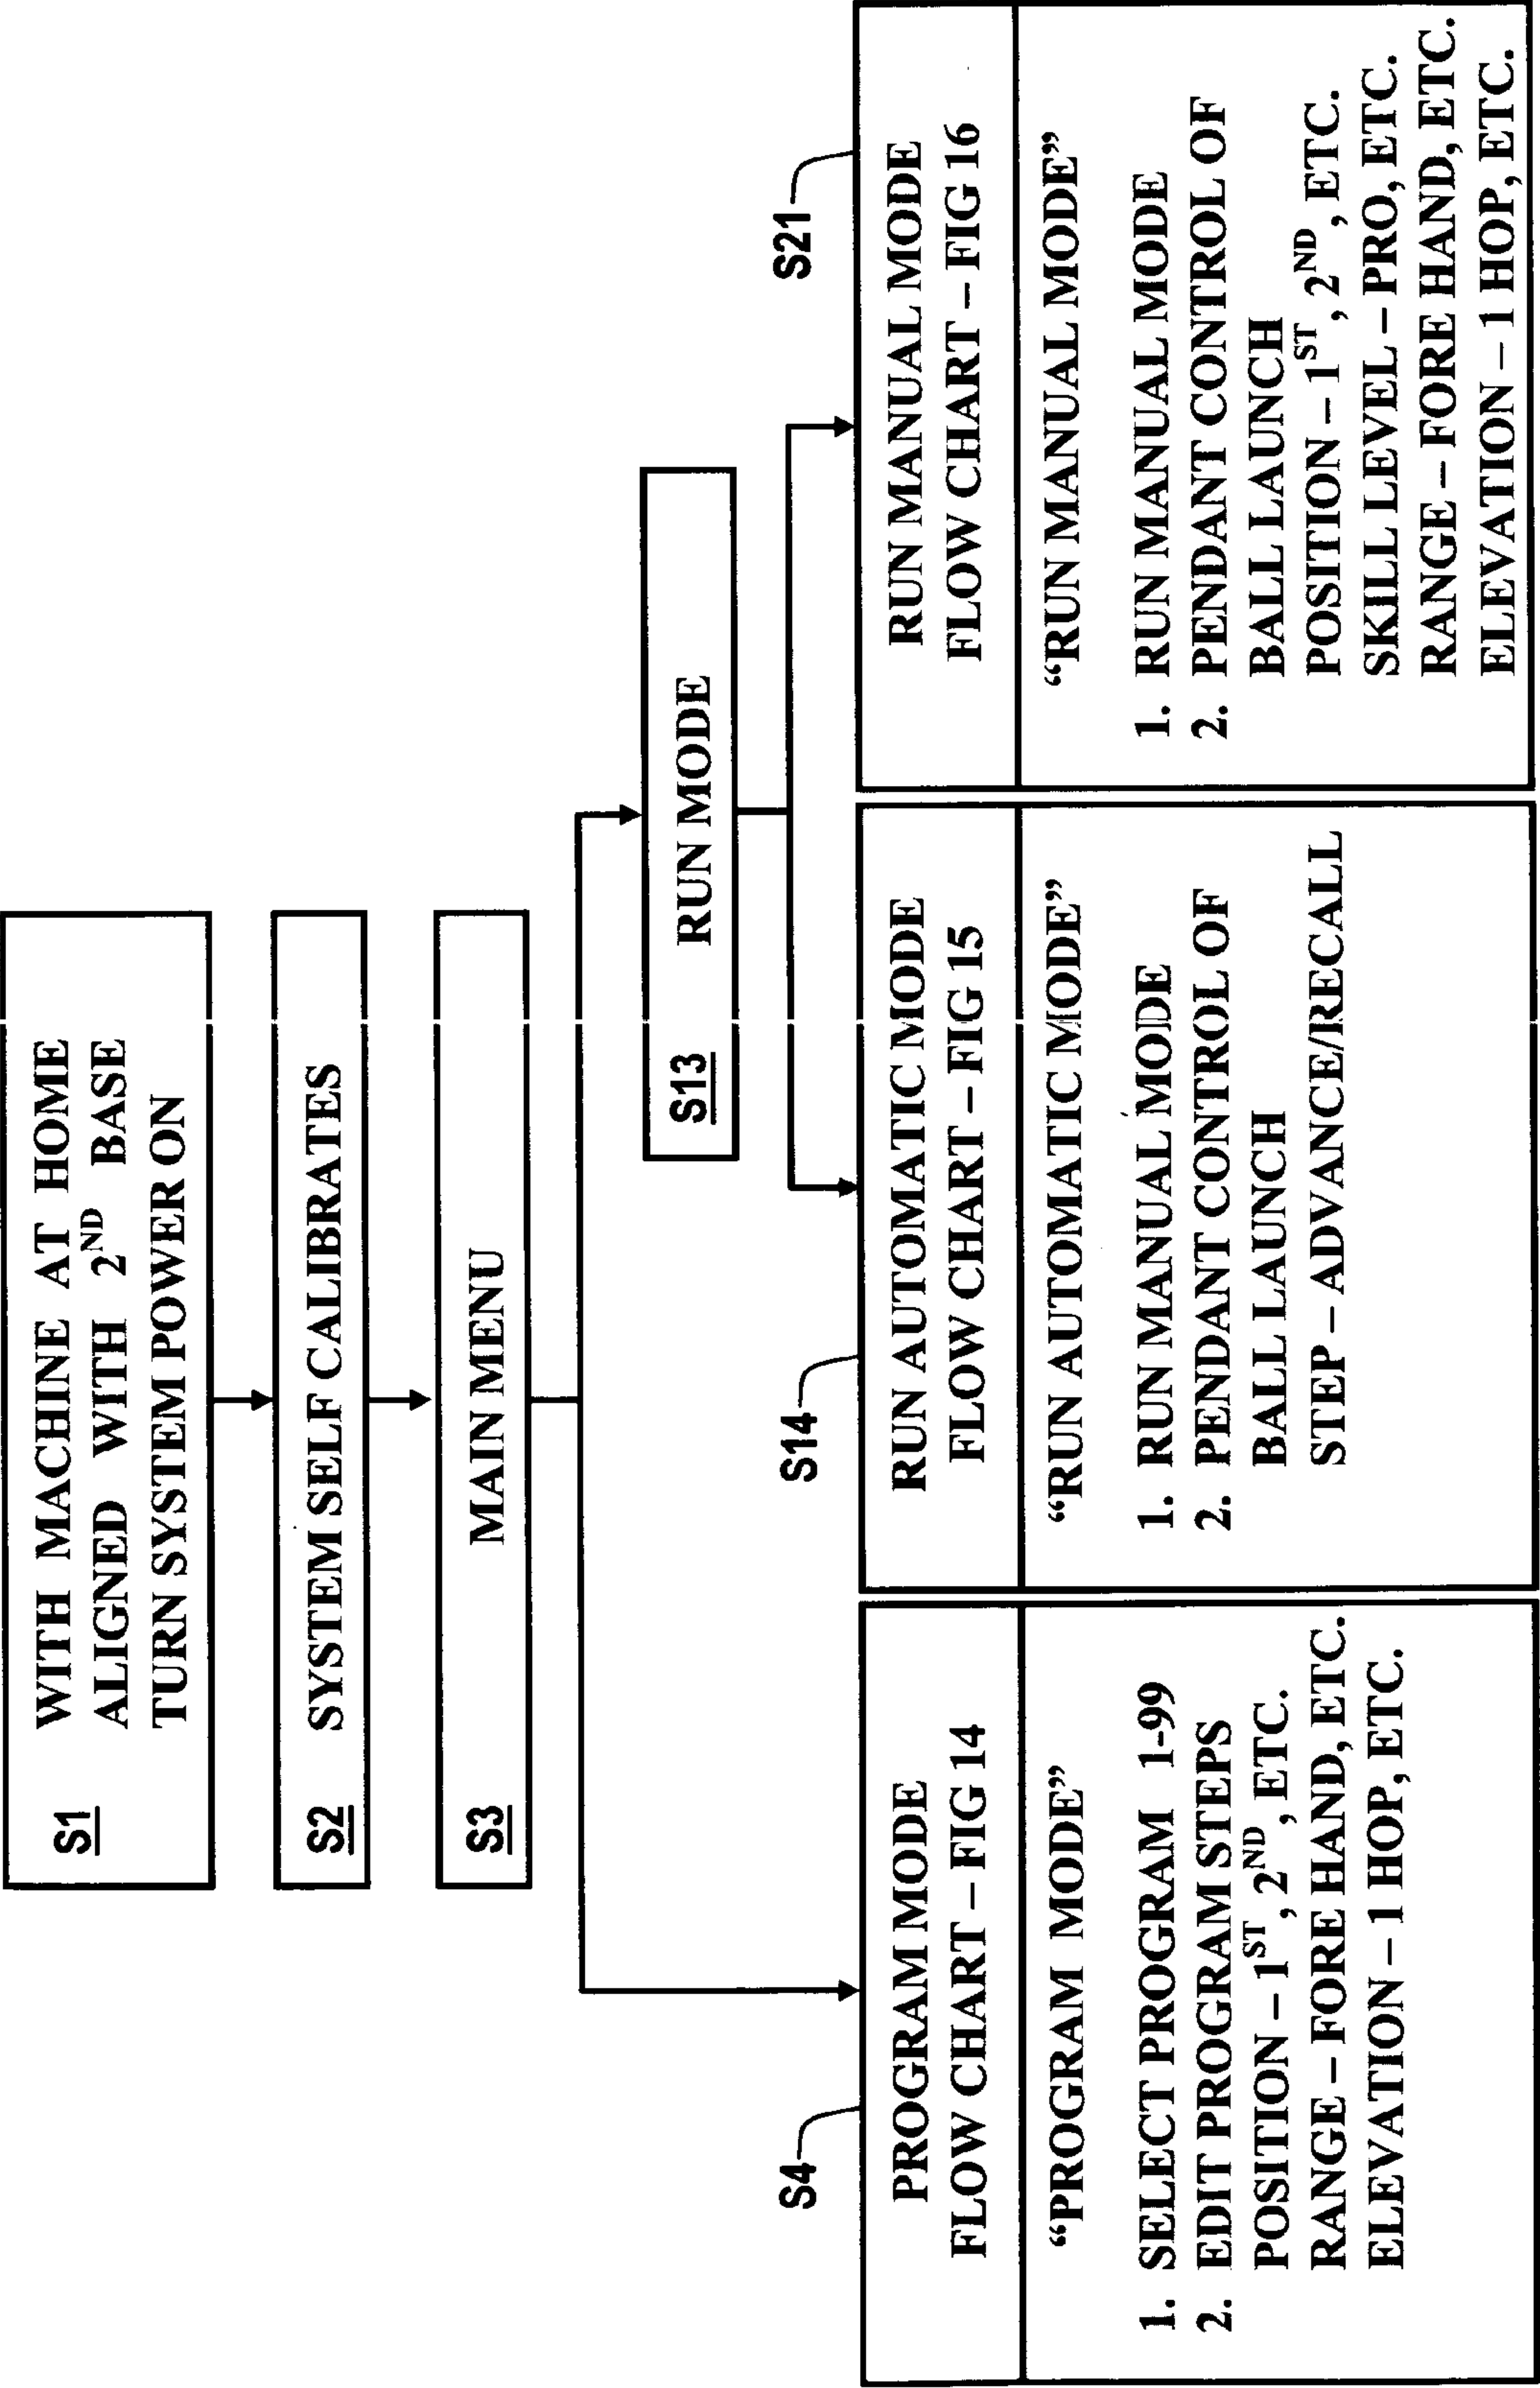 S1
WITH MACHINE AT HOME
ALIGNED WITH 2ND BASE
TURN SYSTEM POWER ON
S2 SYSTEM SELF CALIBRATES
S3 MAIN MENU
S13 RUN MODE
S4
PROGRAM MODE
FLOW CHART – FIG 14
“PROGRAM MODE”
1. SELECT PROGRAM 1-99
2. EDIT PROGRAM STEPS
POSITION – 1ST, 2ND, ETC.
RANGE – FORE HAND, ETC.
ELEVATION – 1 HOP, ETC.
S14
RUN AUTOMATIC MODE
FLOW CHART – FIG 15
“RUN AUTOMATIC MODE”
1. RUN MANUAL MODE
2. PENDANT CONTROL OF
BALL LAUNCH
STEP – ADVANCE/RECALL
S21
RUN MANUAL MODE
FLOW CHART – FIG 16
“RUN MANUAL MODE”
1. RUN MANUAL MODE
2. PENDANT CONTROL OF
BALL LAUNCH
POSITION – 1ST, 2ND, ETC.
SKILL LEVEL – PRO, ETC.
RANGE – FORE HAND, ETC.
ELEVATION – 1 HOP, ETC.